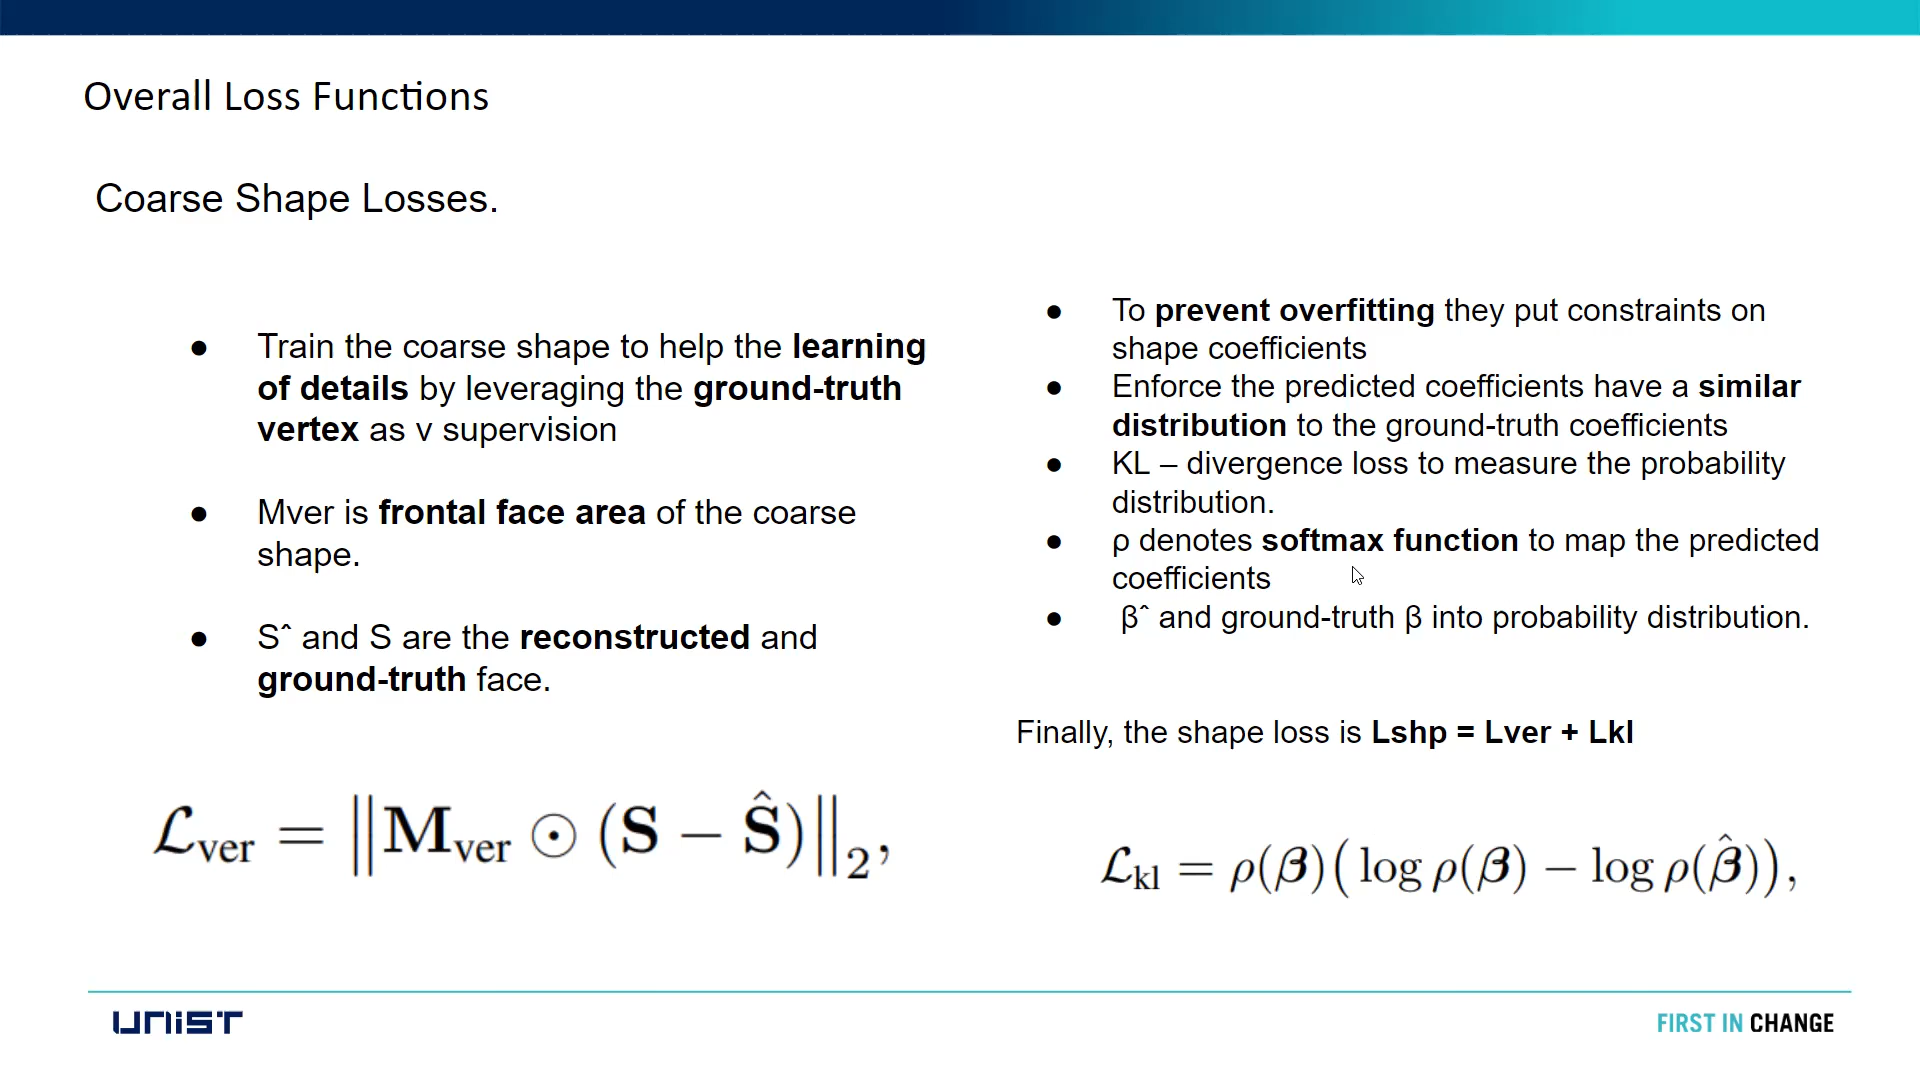 Overall Loss Functions
Coarse Shape Losses.
● Train the coarse shape to help the learning
of details by leveraging the ground-truth
vertex as v supervision
● Mver is frontal face area of the coarse
shape.
● Sˆ and S are the reconstructed and
ground-truth face.
𝓛ver = ||Mver ⊙ (S − Ŝ)||₂,
● To prevent overfitting they put constraints on
shape coefficients
● Enforce the predicted coefficients have a similar
distribution to the ground-truth coefficients
● KL – divergence loss to measure the probability
distribution.
● ρ denotes softmax function to map the predicted
coefficients
● βˆ and ground-truth β into probability distribution.
Finally, the shape loss is Lshp = Lver + Lkl
𝓛kl = ρ(β)(log ρ(β) − log ρ(β̂)),
UNIST
FIRST IN CHANGE